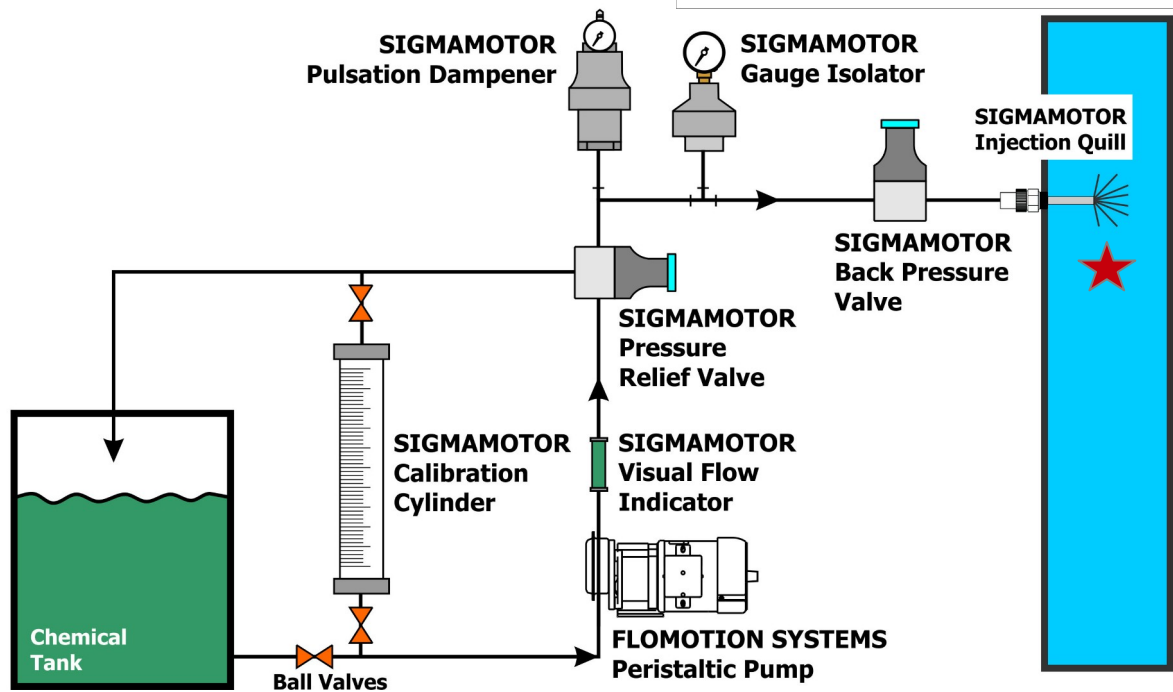 SIGMAMOTOR
Pulsation Dampener
SIGMAMOTOR
Gauge Isolator
SIGMAMOTOR
Injection Quill
SIGMAMOTOR
Back Pressure
Valve
SIGMAMOTOR
Pressure
Relief Valve
SIGMAMOTOR
Calibration
Cylinder
SIGMAMOTOR
Visual Flow
Indicator
Chemical
Tank
Ball Valves
FLOMOTION SYSTEMS
Peristaltic Pump